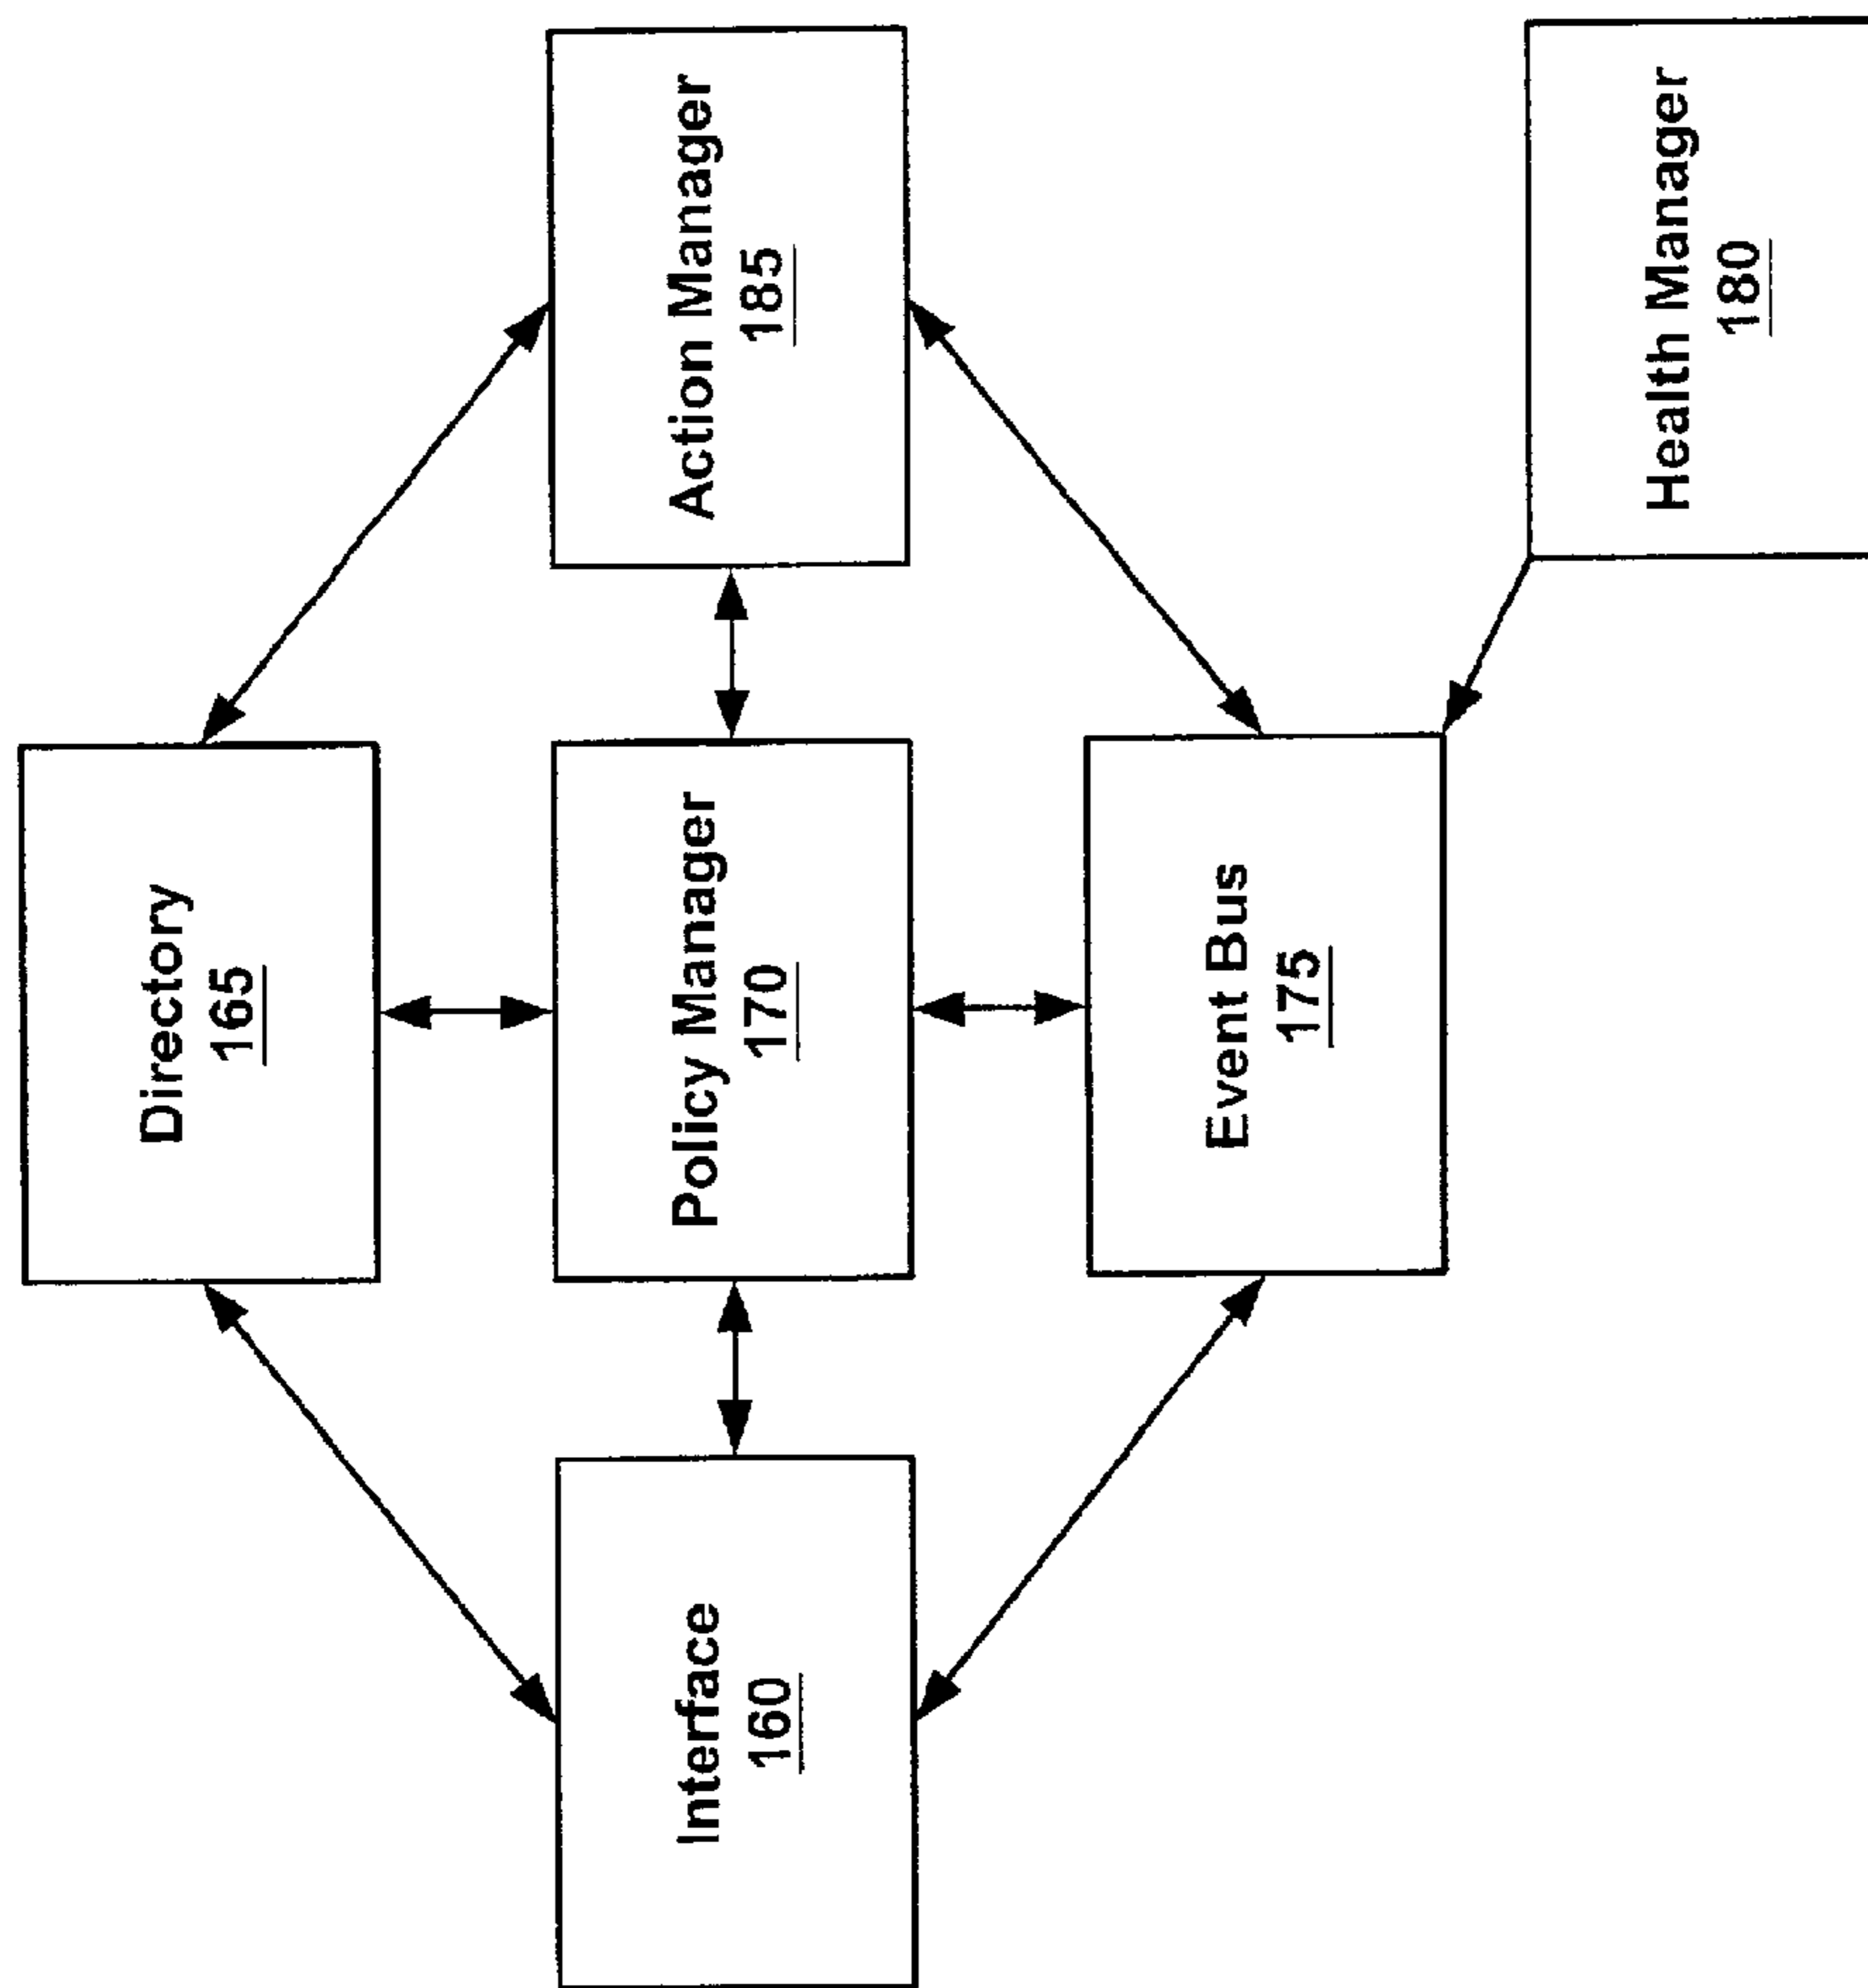 Directory
165
Interface
160
Policy Manager
170
Action Manager
185
Event Bus
175
Health Manager
180